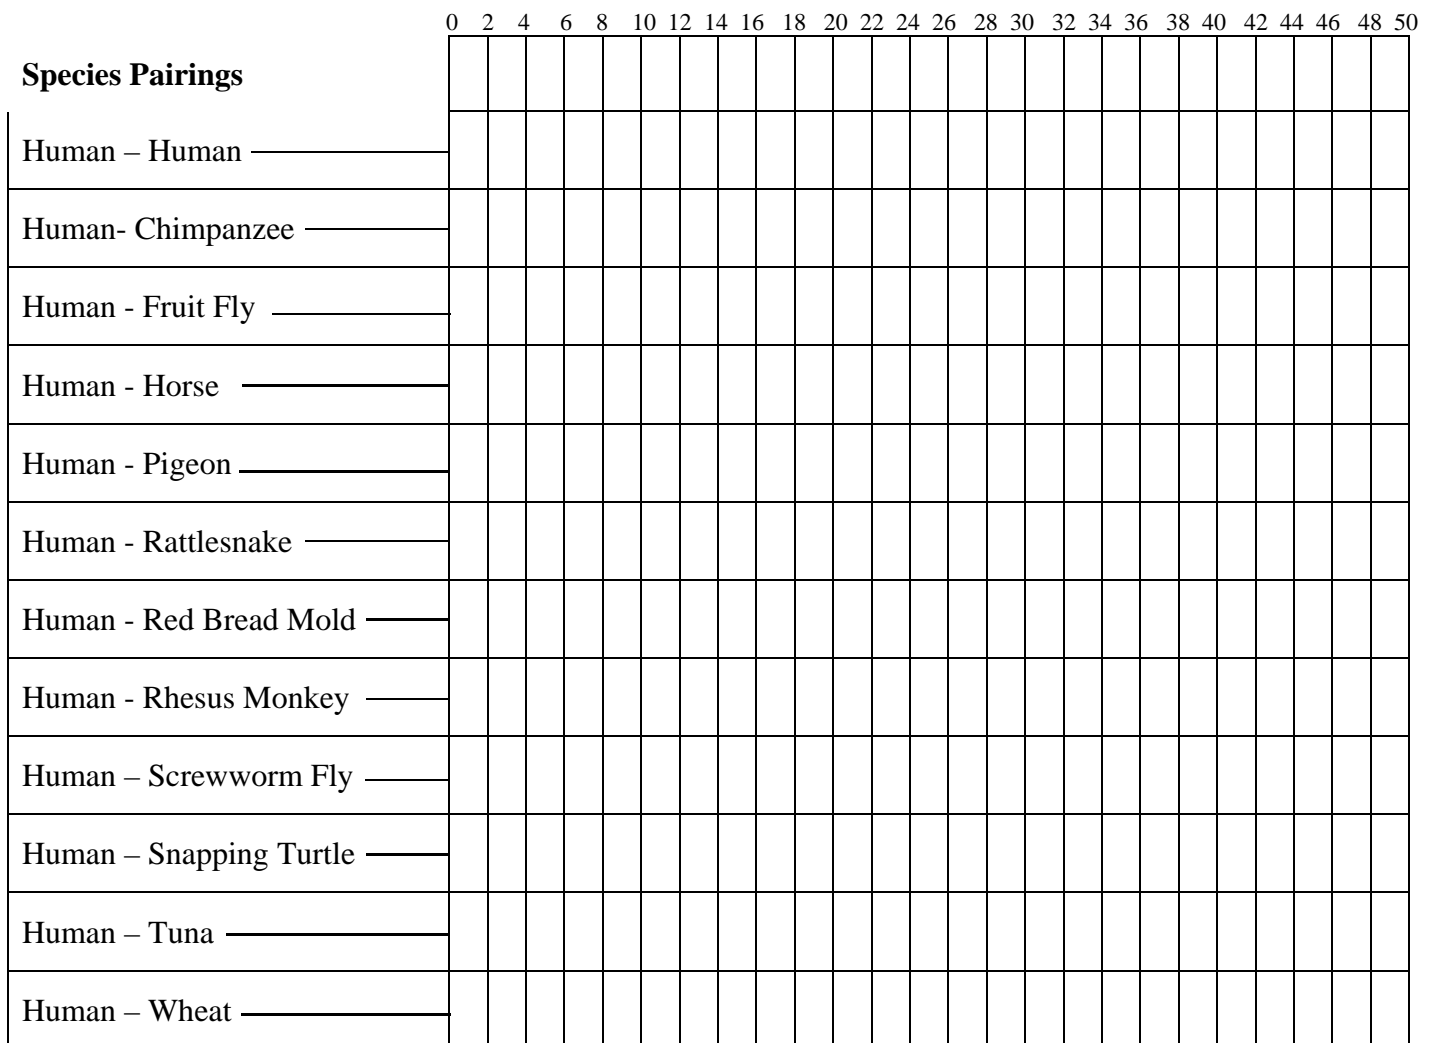 0 2 4 6 8 10 12 14 16 18 20 22 24 26 28 30 32 34 36 38 40 42 44 46 48 50
Species Pairings
Human – Human
Human- Chimpanzee
Human - Fruit Fly
Human - Horse
Human - Pigeon
Human - Rattlesnake
Human - Red Bread Mold
Human - Rhesus Monkey
Human – Screwworm Fly
Human – Snapping Turtle
Human – Tuna
Human – Wheat